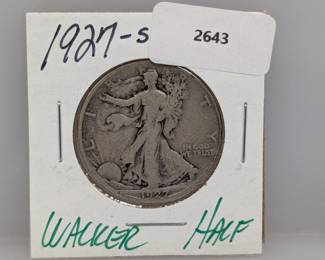 1927-S
2643
LIBERTY
IN GOD
WE TRUST
1927
WALKER HALF